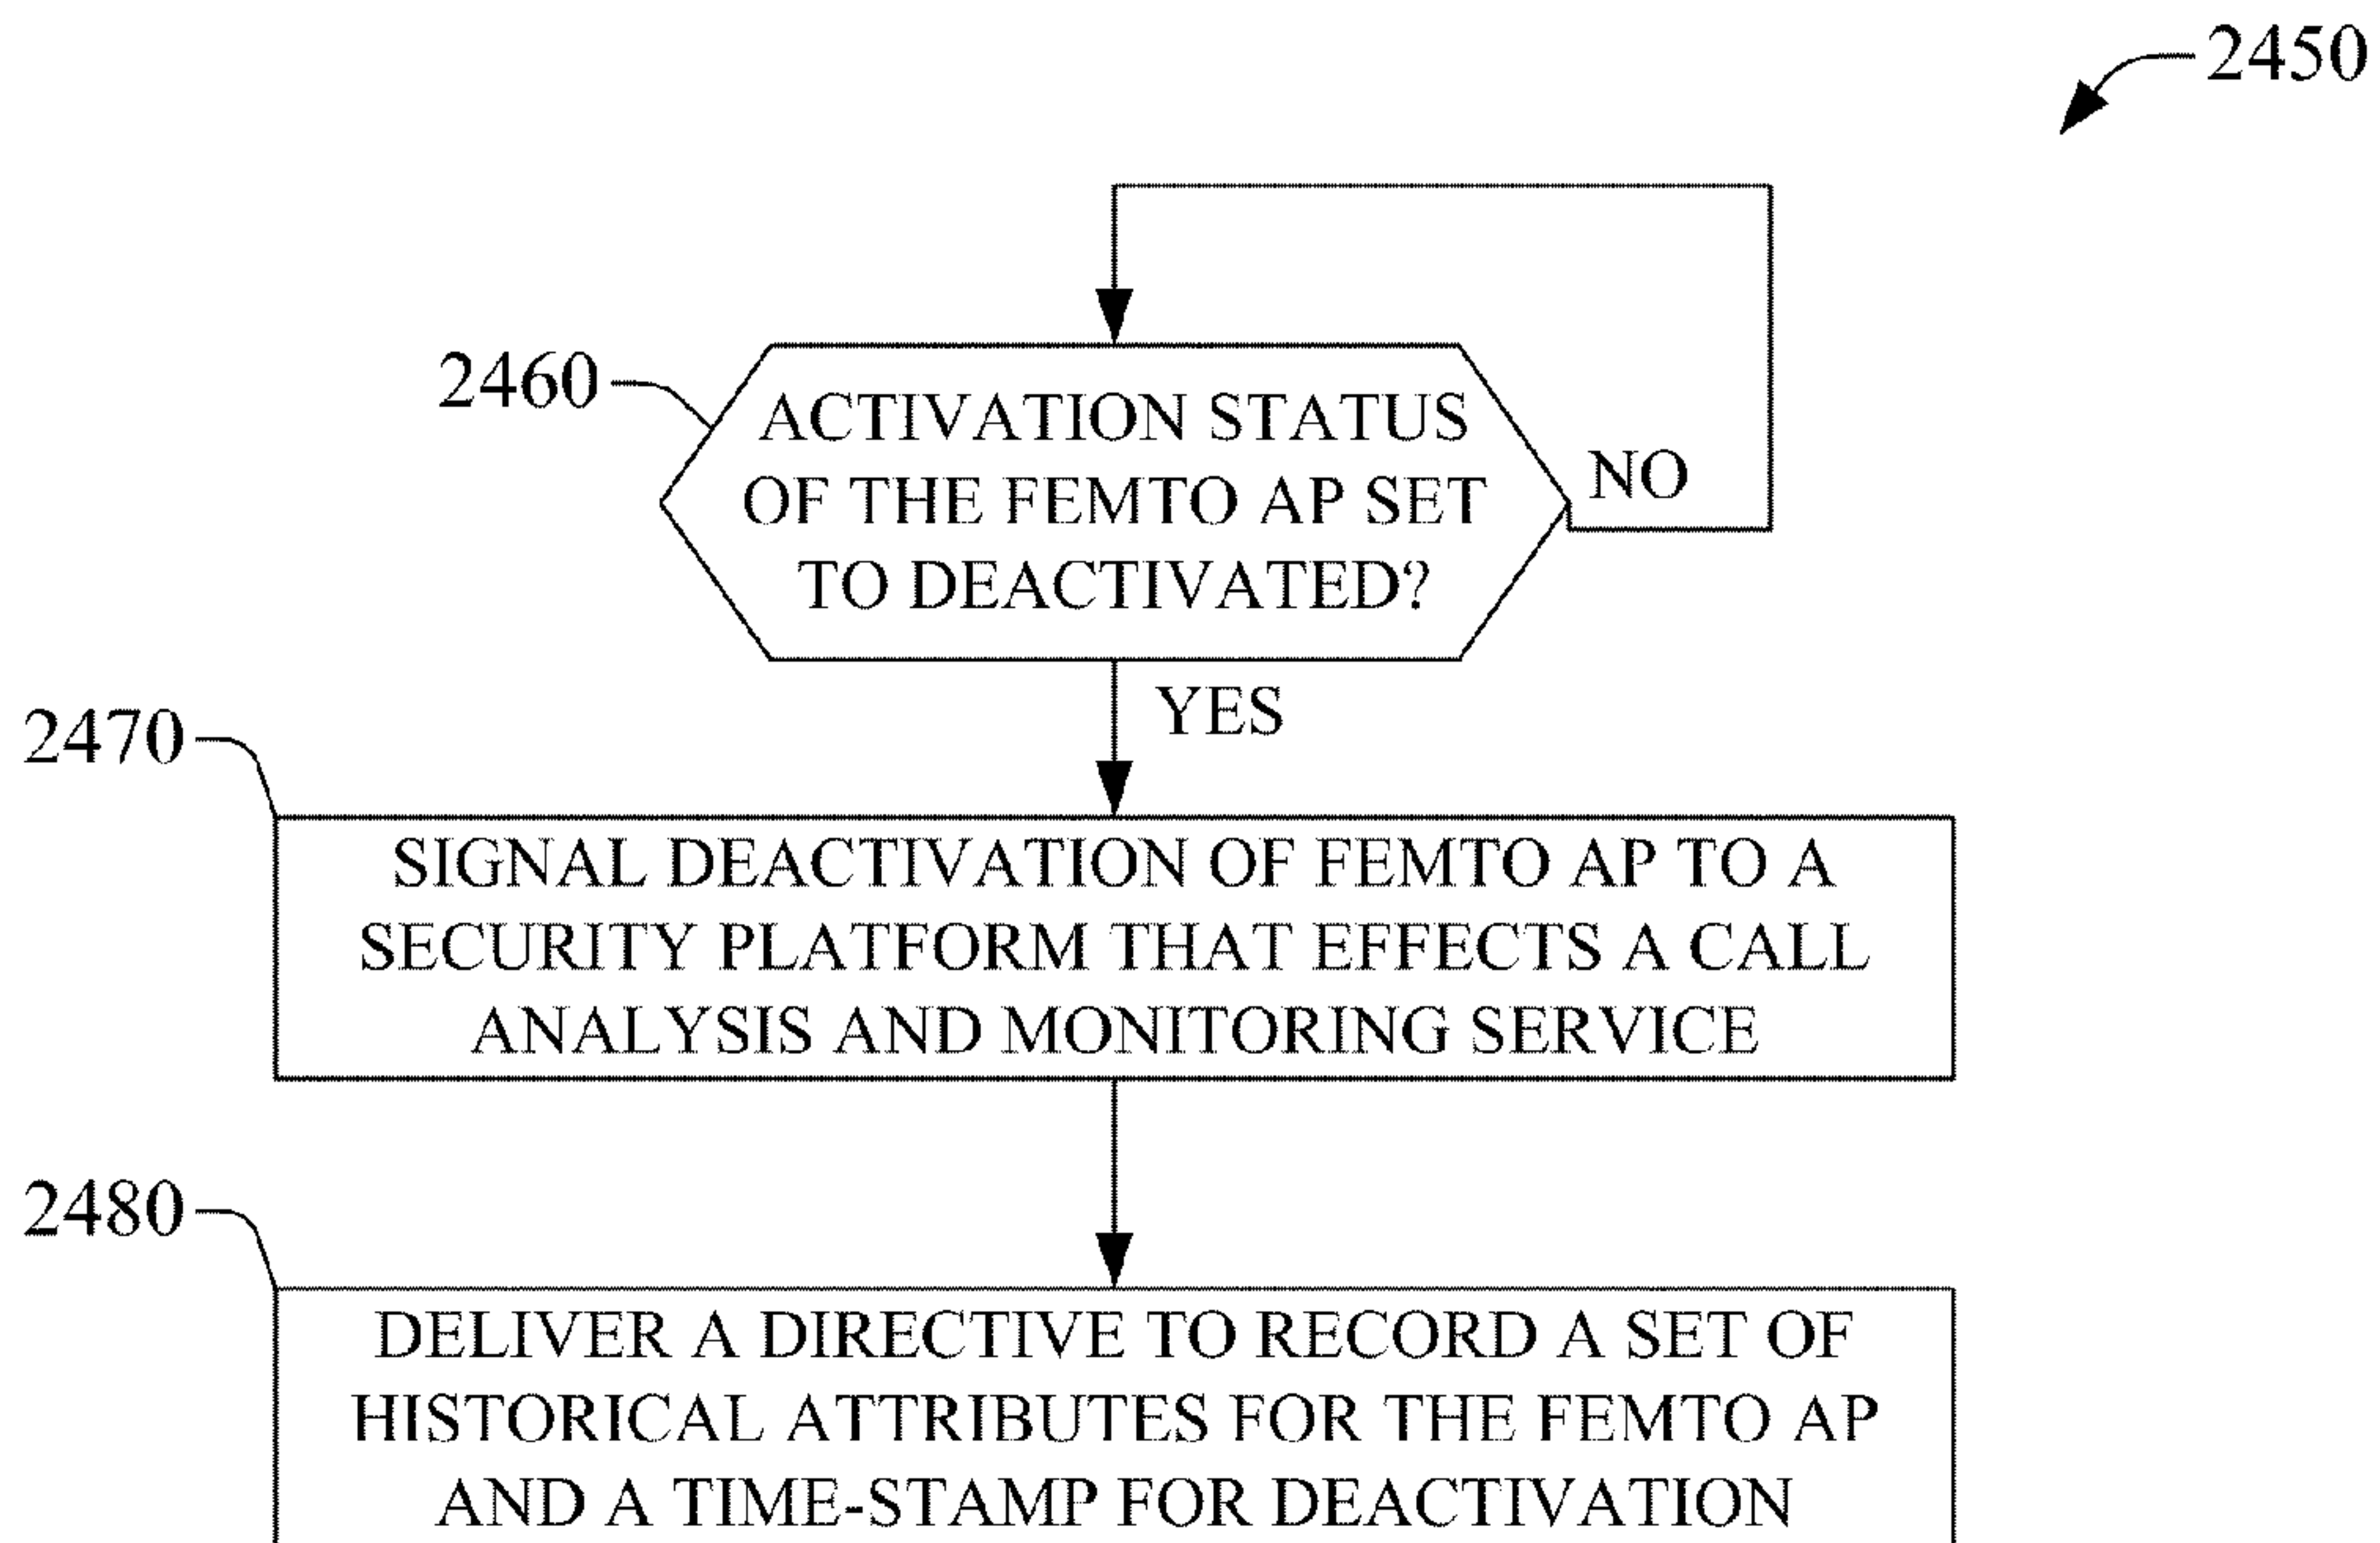 2450
2460
ACTIVATION STATUS
OF THE FEMTO AP SET
TO DEACTIVATED?
NO
YES
2470
SIGNAL DEACTIVATION OF FEMTO AP TO A
SECURITY PLATFORM THAT EFFECTS A CALL
ANALYSIS AND MONITORING SERVICE
2480
DELIVER A DIRECTIVE TO RECORD A SET OF
HISTORICAL ATTRIBUTES FOR THE FEMTO AP
AND A TIME-STAMP FOR DEACTIVATION